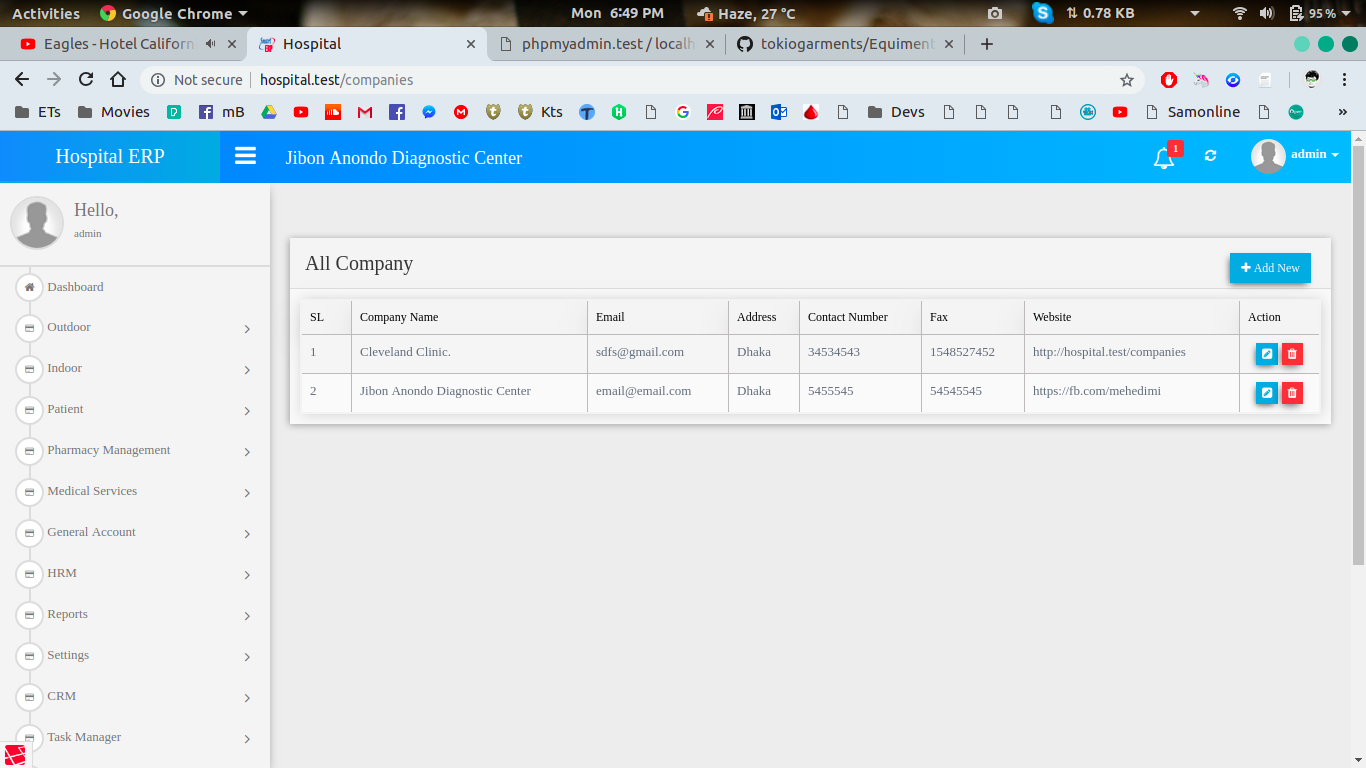 Activities Google Chrome Mon 6:49 PM Haze, 27 °C 0.78 KB 95 %
Eagles - Hotel Californ Hospital phpmyadmin.test / localh tokiogarments/Equiment
Not secure hospital.test/companies
ETs Movies mB Kts Devs Samonline »
Hospital ERP Jibon Anondo Diagnostic Center 1 admin
Hello,
admin
All Company
Add New
SL Company Name Email Address Contact Number Fax Website Action
1 Cleveland Clinic. sdfs@gmail.com Dhaka 34534543 1548527452 http://hospital.test/companies
2 Jibon Anondo Diagnostic Center email@email.com Dhaka 5455545 54545545 https://fb.com/mehedimi
Dashboard
Outdoor
Indoor
Patient
Pharmacy Management
Medical Services
General Account
HRM
Reports
Settings
CRM
Task Manager